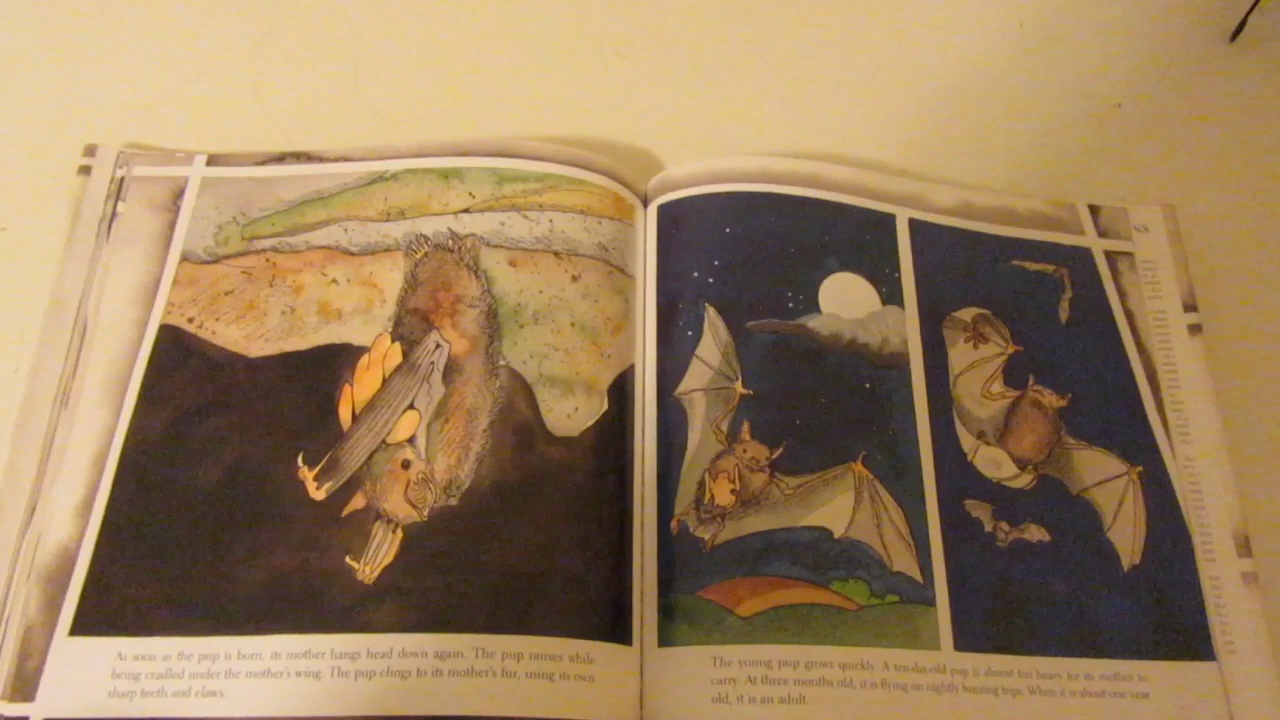 As soon as the pup is born, its mother hangs head down again. The pup nurses while
being cradled under the mother's wing. The pup clings to its mother's fur, using its own
sharp teeth and claws.
The young pup grows quickly. A ten-day-old pup is almost too heavy for its mother to
carry. At three months old, it is flying on nightly hunting trips. When it is about one year
old, it is an adult.